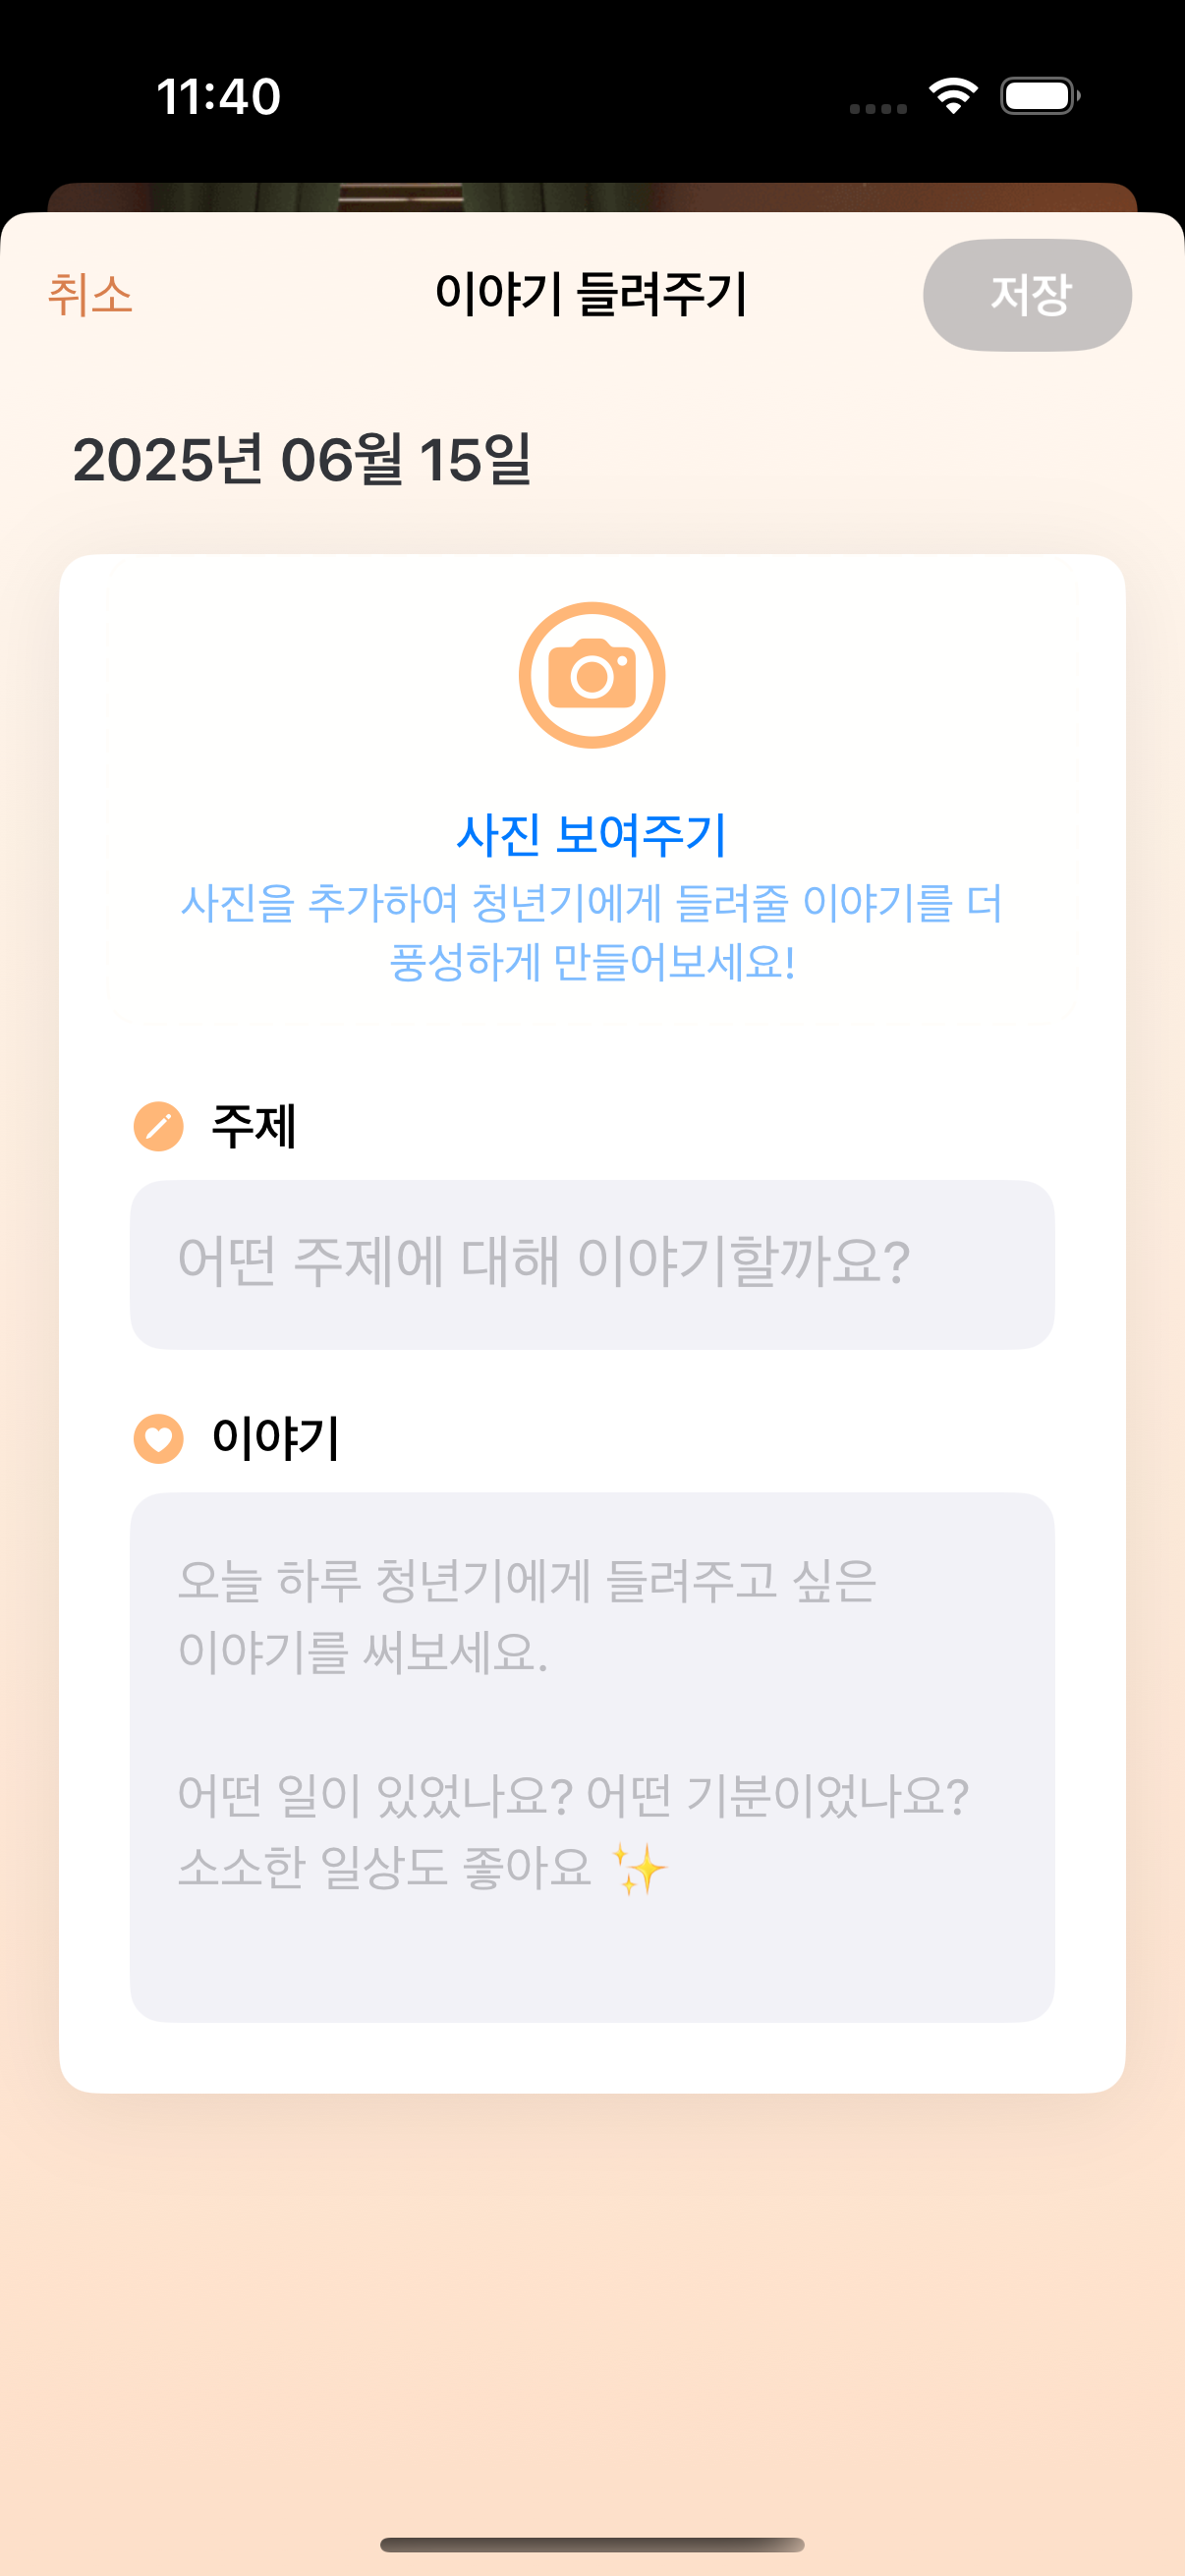 11:40
취소
이야기 들려주기
저장
2025년 06월 15일
사진 보여주기
사진을 추가하여 청년기에게 들려줄 이야기를 더
풍성하게 만들어보세요!
주제
어떤 주제에 대해 이야기할까요?
이야기
오늘 하루 청년기에게 들려주고 싶은
이야기를 써보세요.
어떤 일이 있었나요? 어떤 기분이었나요?
소소한 일상도 좋아요 ✨